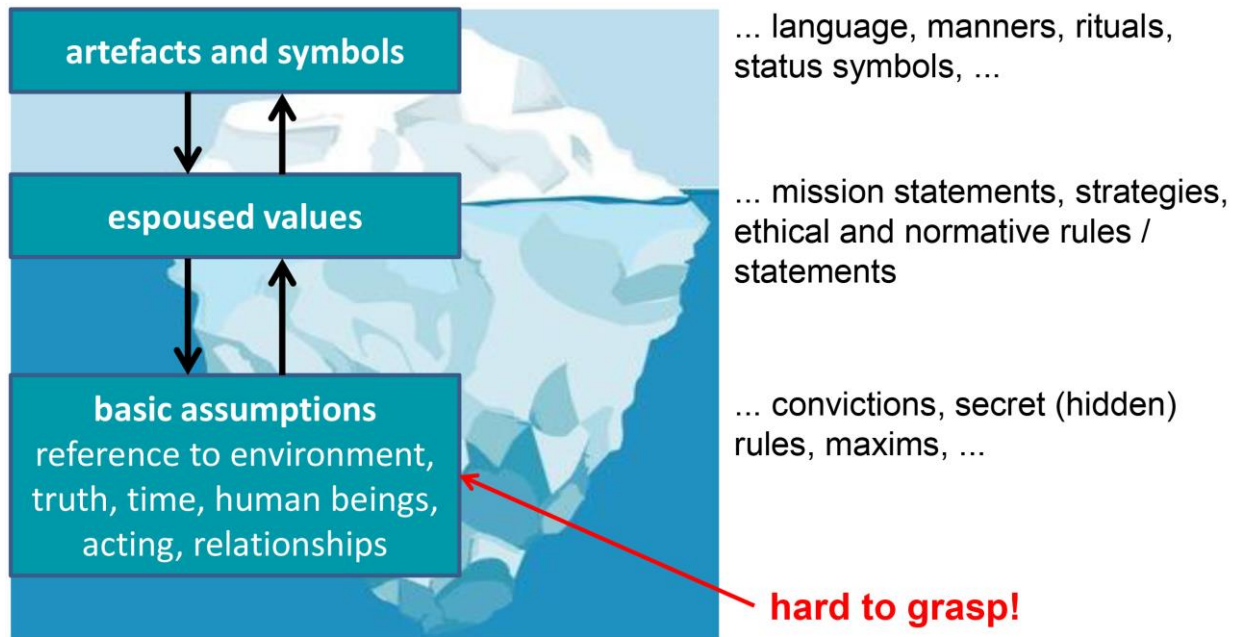 artefacts and symbols
... language, manners, rituals,
status symbols, ...
espoused values
... mission statements, strategies,
ethical and normative rules /
statements
basic assumptions
reference to environment,
truth, time, human beings,
acting, relationships
... convictions, secret (hidden)
rules, maxims, ...
hard to grasp!